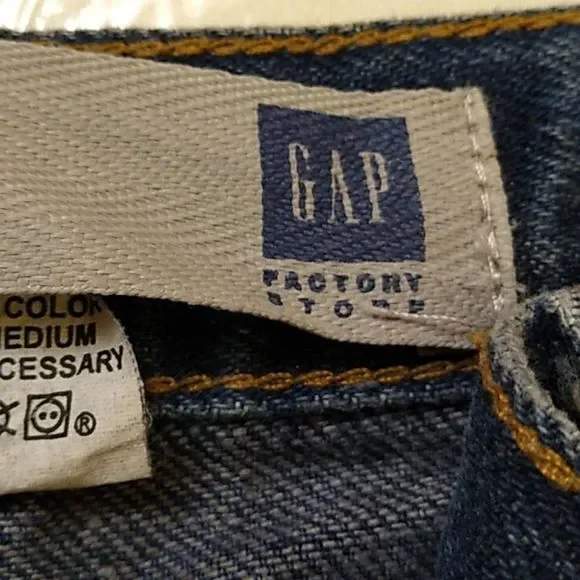 GAP
FACTORY
STORE
COLOR
MEDIUM
CESSARY
®